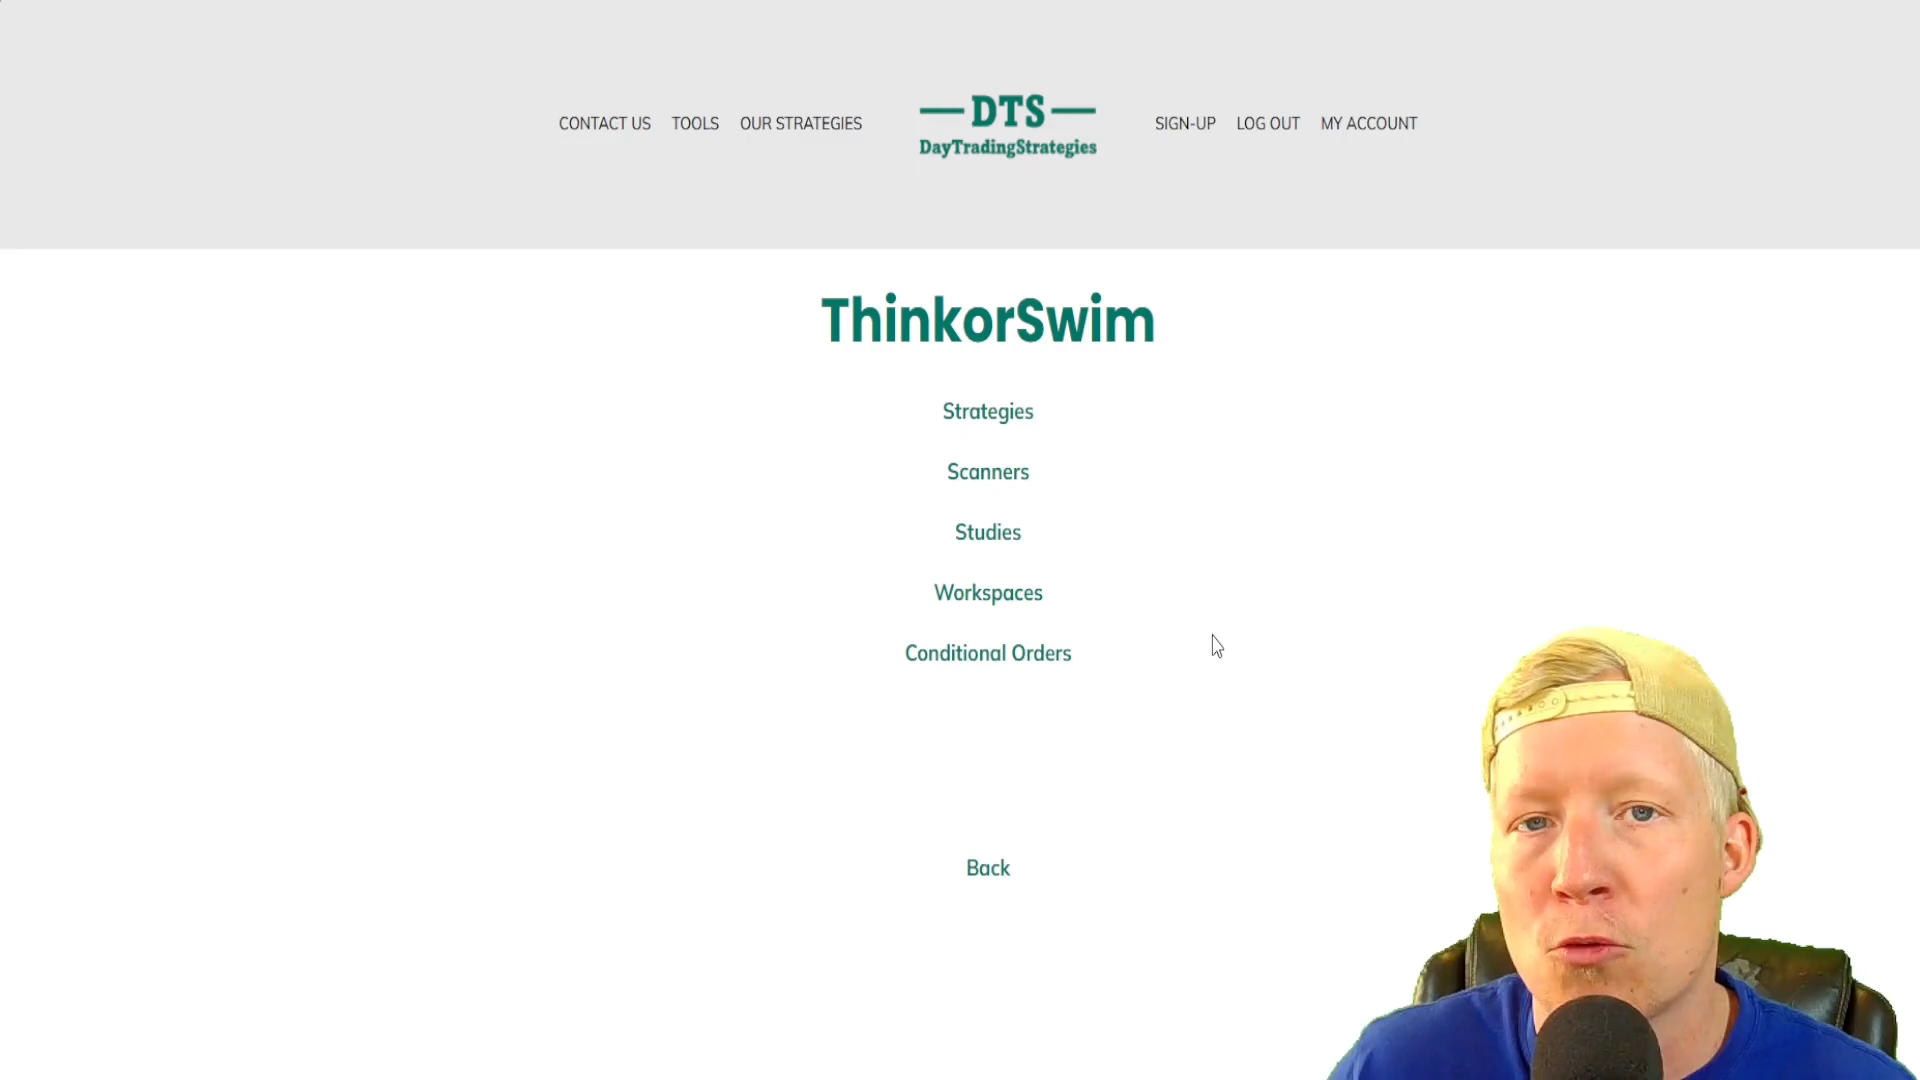 CONTACT US TOOLS OUR STRATEGIES
DTS
DayTradingStrategies
SIGN-UP LOG OUT MY ACCOUNT
ThinkorSwim
Strategies
Scanners
Studies
Workspaces
Conditional Orders
Back